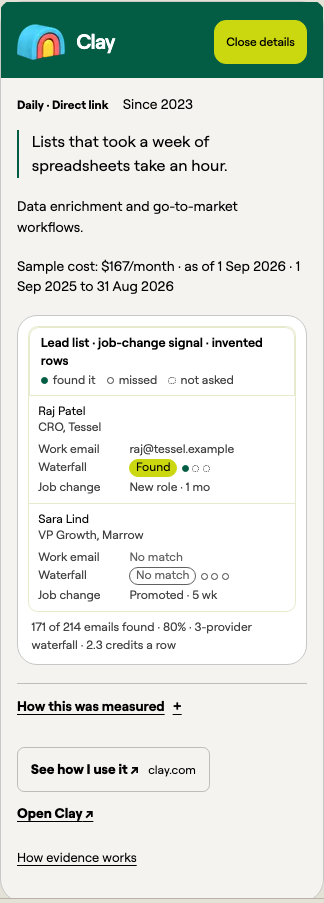 Clay
Close details
Daily · Direct link Since 2023
Lists that took a week of
spreadsheets take an hour.
Data enrichment and go-to-market
workflows.
Sample cost: $167/month · as of 1 Sep 2026 · 1
Sep 2025 to 31 Aug 2026
Lead list · job-change signal · invented
rows
found it missed not asked
Raj Patel
CRO, Tessel
Work email raj@tessel.example
Waterfall Found
Job change New role · 1 mo
Sara Lind
VP Growth, Marrow
Work email No match
Waterfall No match
Job change Promoted · 5 wk
171 of 214 emails found · 80% · 3-provider
waterfall · 2.3 credits a row
How this was measured +
See how I use it ↗ clay.com
Open Clay ↗
How evidence works